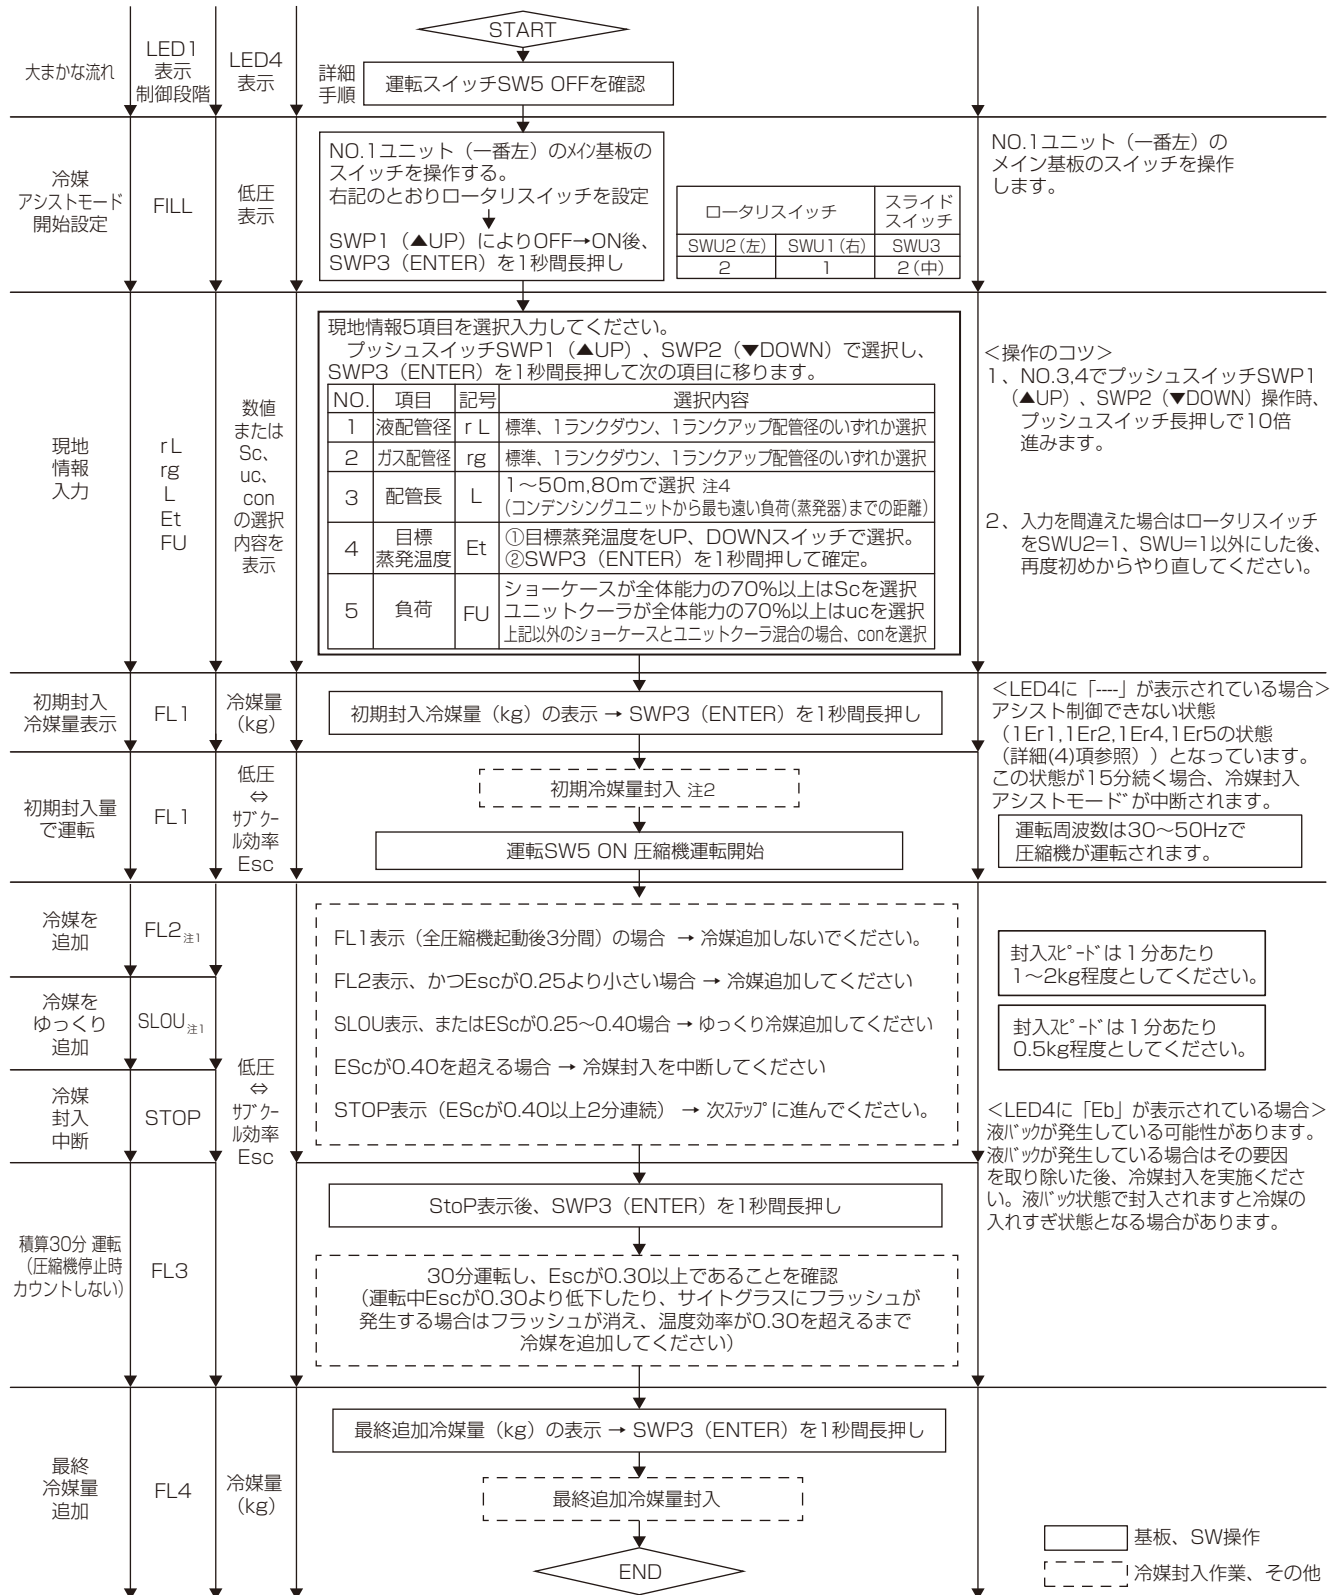 START
大まかな流れ
LED1
表示
制御段階
LED4
表示
詳細
手順
運転スイッチSW5 OFFを確認
冷媒
アシストモード
開始設定
FILL
低圧
表示
NO.1ユニット（一番左）のメイン基板の
スイッチを操作する。
右記のとおりロータリスイッチを設定
SWP1（▲UP）によりOFF→ON後、
SWP3（ENTER）を1秒間長押し
ロータリスイッチ
スライド
スイッチ
SWU2（左）
SWU1（右）
SWU3
2
1
2（中）
NO.1ユニット（一番左）の
メイン基板のスイッチを操作
します。
現地
情報
入力
rL
rg
L
Et
FU
数値
または
Sc、
uc、
con
の選択
内容を
表示
現地情報5項目を選択入力してください。
プッシュスイッチSWP1（▲UP）、SWP2（▼DOWN）で選択し、
SWP3（ENTER）を1秒間長押して次の項目に移ります。
NO. 項目 記号 選択内容
1 液配管径 rL 標準、1ランクダウン、1ランクアップ配管径のいずれか選択
2 ガス配管径 rg 標準、1ランクダウン、1ランクアップ配管径のいずれか選択
3 配管長 L 1～50m,80mで選択 注4
(コンデンシングユニットから最も遠い負荷(蒸発器)までの距離)
4 目標
蒸発温度 Et ①目標蒸発温度をUP、DOWNスイッチで選択。
②SWP3（ENTER）を1秒間押して確定。
5 負荷 FU ショーケースが全体能力の70%以上はScを選択
ユニットクーラが全体能力の70%以上はucを選択
上記以外のショーケースとユニットクーラ混合の場合、conを選択
＜操作のコツ＞
1、NO.3,4でプッシュスイッチSWP1
（▲UP）、SWP2（▼DOWN）操作時、
プッシュスイッチ長押しで10倍
進みます。
2、入力を間違えた場合はロータリスイッチ
をSWU2=1、SWU=1以外にした後、
再度初めからやり直してください。
初期封入
冷媒量表示
FL1
冷媒量
(kg)
初期封入冷媒量（kg）の表示 → SWP3（ENTER）を1秒間長押し
＜LED4に「----」が表示されている場合＞
アシスト制御できない状態
（1Er1,1Er2,1Er4,1Er5の状態
（詳細(4)項参照））となっています。
この状態が15分続く場合、冷媒封入
アシストモードが中断されます。
初期封入量
で運転
FL1
低圧
⇔
サブクー
ル効率
Esc
初期冷媒量封入 注2
運転SW5 ON 圧縮機運転開始
運転周波数は30～50Hzで
圧縮機が運転されます。
冷媒を
追加
FL2注1
冷媒を
ゆっくり
追加
SLOU注1
冷媒
封入
中断
STOP
低圧
⇔
サブクー
ル効率
Esc
FL1表示（全圧縮機起動後3分間）の場合 → 冷媒追加しないでください。
FL2表示、かつEscが0.25より小さい場合 → 冷媒追加してください
SLOU表示、またはEScが0.25～0.40場合 → ゆっくり冷媒追加してください
EScが0.40を超える場合 → 冷媒封入を中断してください
STOP表示（EScが0.40以上2分連続） → 次ステップに進んでください。
封入スピードは1分あたり
1～2kg程度としてください。
封入スピードは1分あたり
0.5kg程度としてください。
＜LED4に「Eb」が表示されている場合＞
液バックが発生している可能性があります。
液バックが発生している場合はその要因
を取り除いた後、冷媒封入を実施くださ
い。液バック状態で封入されますと冷媒の
入れすぎ状態となる場合があります。
積算30分 運転
（圧縮機停止時
カウントしない）
FL3
StoP表示後、SWP3（ENTER）を1秒間長押し
30分運転し、Escが0.30以上であることを確認
（運転中Escが0.30より低下したり、サイトグラスにフラッシュが
発生する場合はフラッシュが消え、温度効率が0.30を超えるまで
冷媒を追加してください）
最終
冷媒量
追加
FL4
冷媒量
(kg)
最終追加冷媒量（kg）の表示 → SWP3（ENTER）を1秒間長押し
最終追加冷媒量封入
END
基板、SW操作
冷媒封入作業、その他